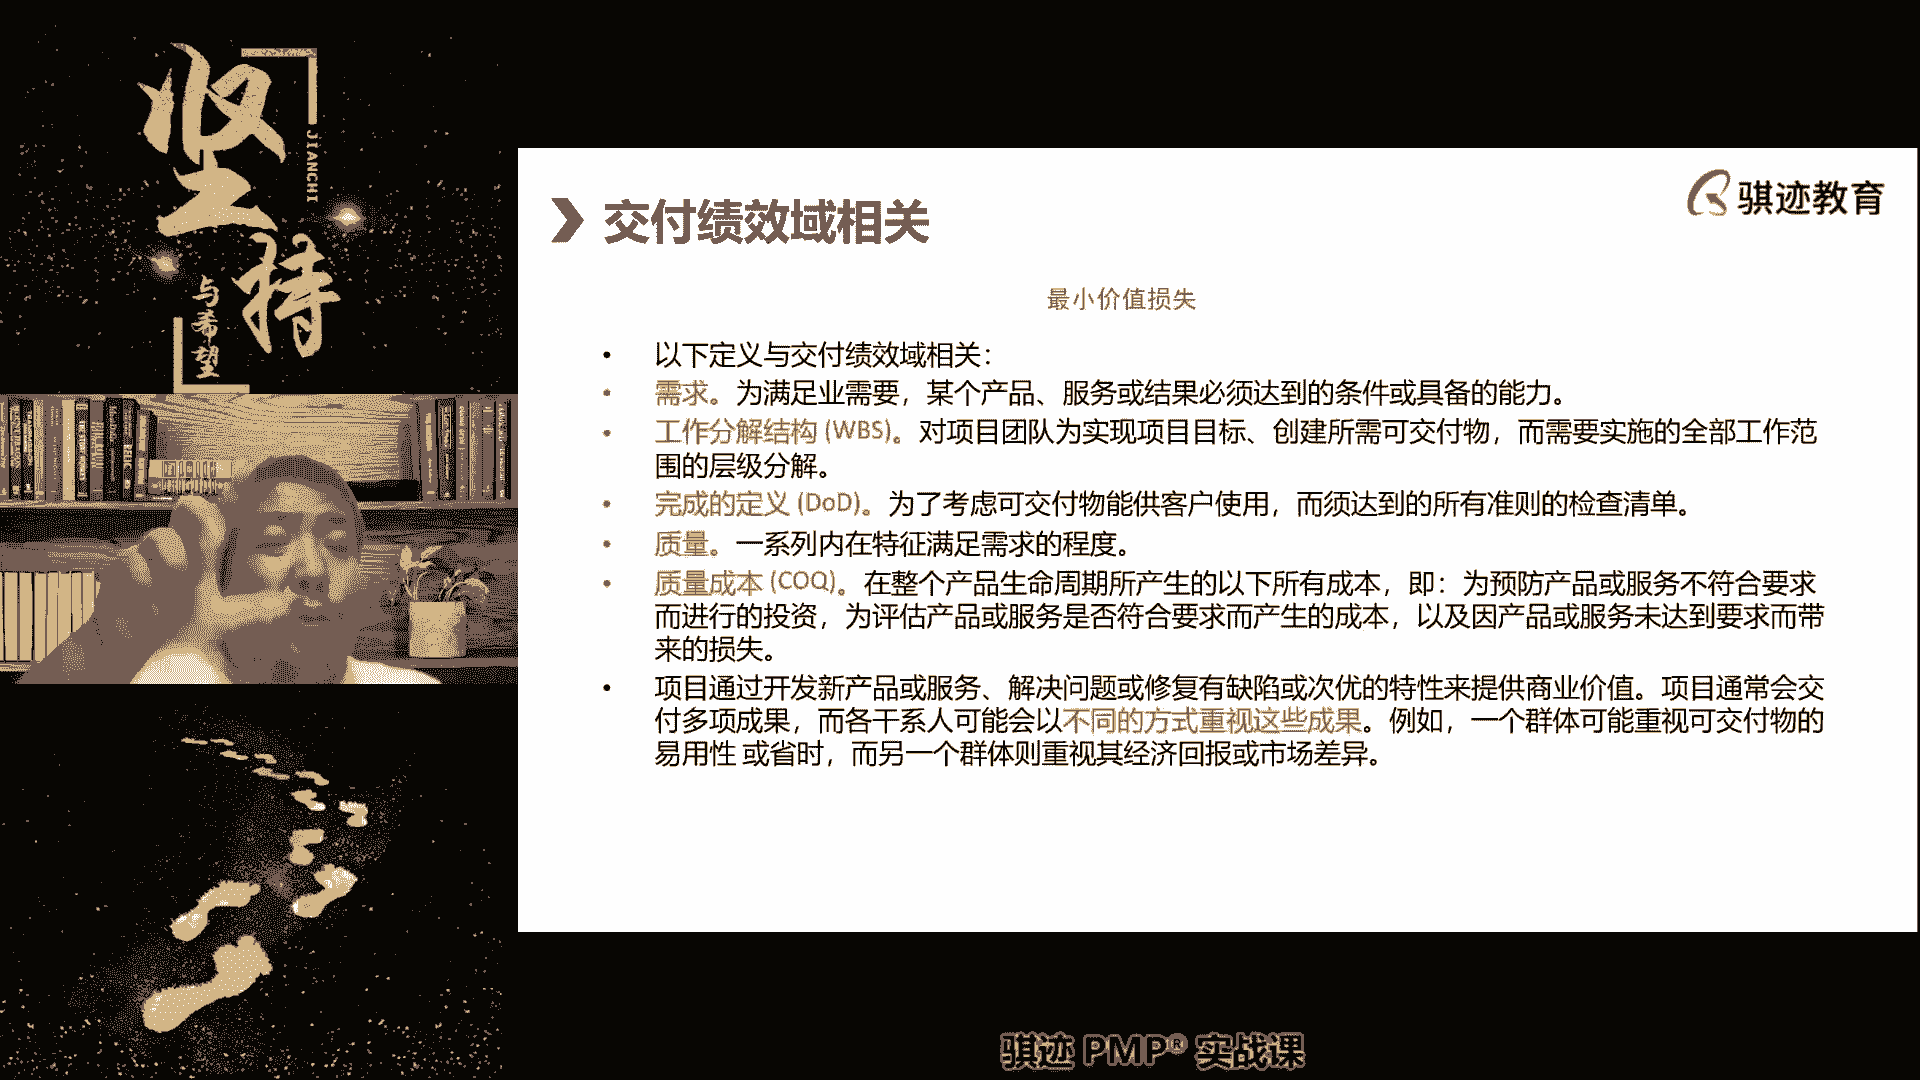 坚持
JIANCHI
与希望
骐迹教育
交付绩效域相关
最小价值损失
• 以下定义与交付绩效域相关：
• 需求。为满足业需要，某个产品、服务或结果必须达到的条件或具备的能力。
• 工作分解结构 (WBS)。对项目团队为实现项目目标、创建所需可交付物，而需要实施的全部工作范
围的层级分解。
• 完成的定义 (DoD)。为了考虑可交付物能供客户使用，而须达到的所有准则的检查清单。
• 质量。一系列内在特征满足需求的程度。
• 质量成本 (COQ)。在整个产品生命周期所产生的以下所有成本，即：为预防产品或服务不符合要求
而进行的投资，为评估产品或服务是否符合要求而产生的成本，以及因产品或服务未达到要求而带
来的损失。
• 项目通过开发新产品或服务、解决问题或修复有缺陷或次优的特性来提供商业价值。项目通常会交
付多项成果，而各干系人可能会以不同的方式重视这些成果。例如，一个群体可能重视可交付物的
易用性 或省时，而另一个群体则重视其经济回报或市场差异。
骐迹 PMP® 实战课